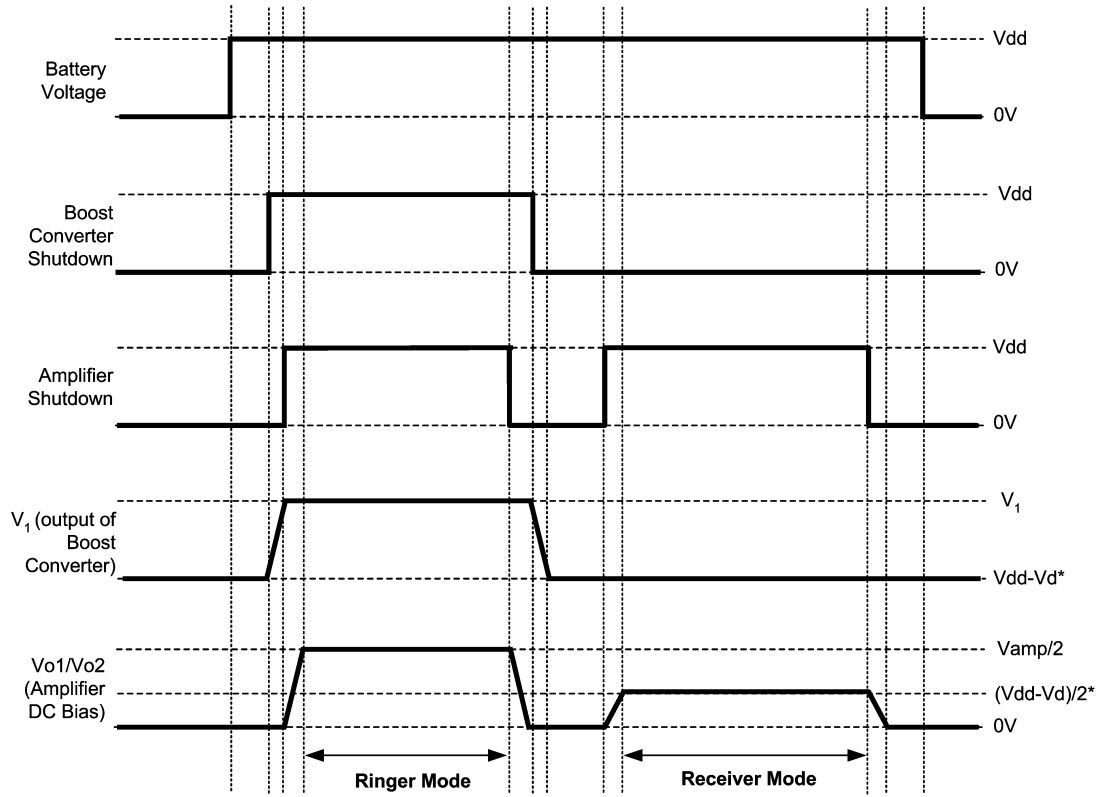 Vdd
Battery
Voltage
0V
Vdd
Boost
Converter
Shutdown
0V
Vdd
Amplifier
Shutdown
0V
V1
V1 (output of
Boost
Converter)
Vdd-Vd*
Vamp/2
Vo1/Vo2
(Amplifier
DC Bias)
(Vdd-Vd)/2*
0V
Ringer Mode
Receiver Mode